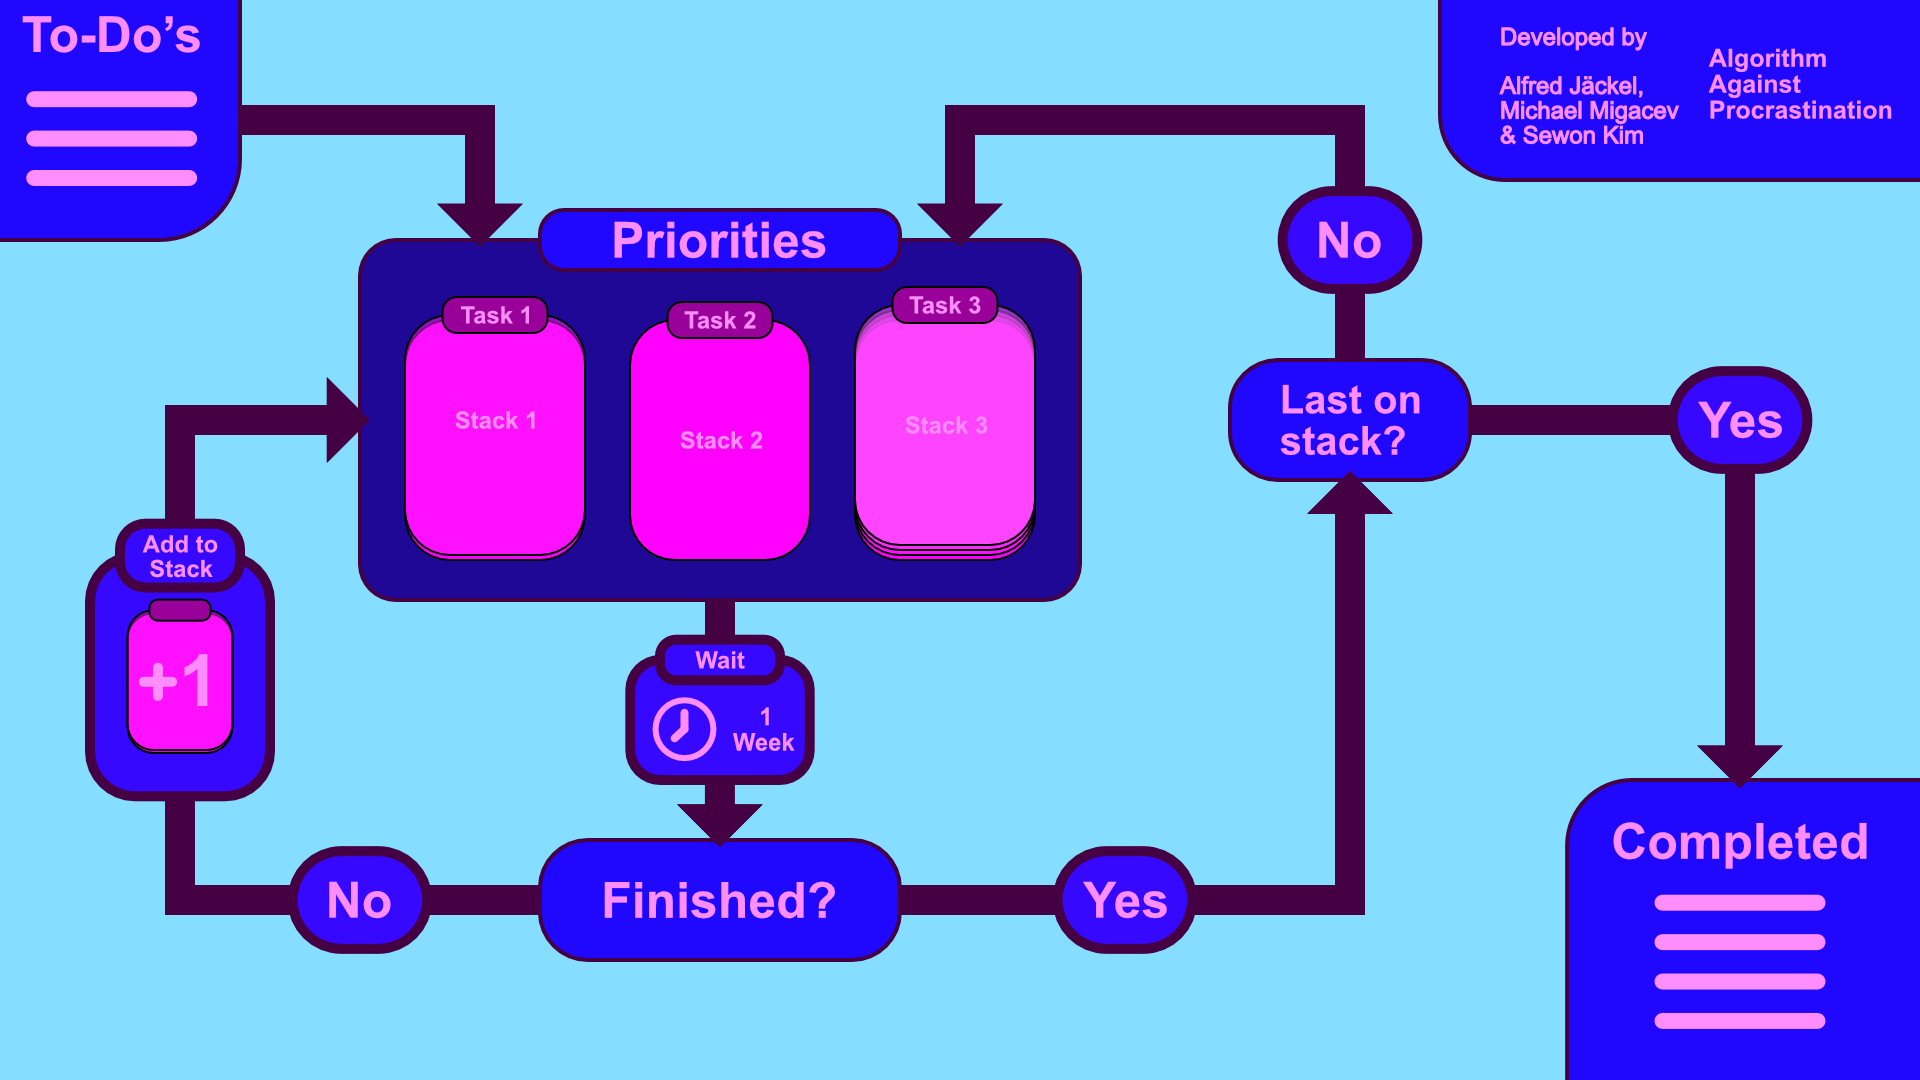 To-Do’s
Developed by
Alfred Jäckel,
Michael Migacev
& Sewon Kim
Algorithm
Against
Procrastination
Priorities
No
Task 1
Task 2
Task 3
Stack 1
Stack 2
Stack 3
Last on
stack?
Yes
Add to
Stack
+1
Wait
1
Week
Completed
No
Finished?
Yes